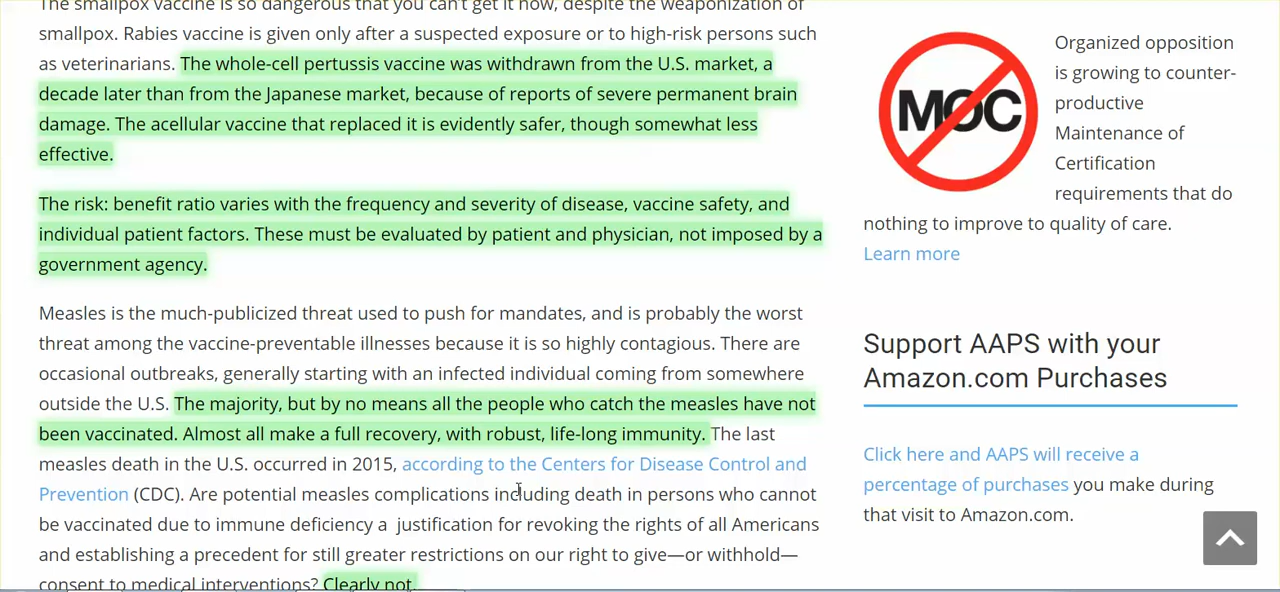 The smallpox vaccine is so dangerous that you can't get it now, despite the weaponization of
smallpox. Rabies vaccine is given only after a suspected exposure or to high-risk persons such
as veterinarians. The whole-cell pertussis vaccine was withdrawn from the U.S. market, a
decade later than from the Japanese market, because of reports of severe permanent brain
damage. The acellular vaccine that replaced it is evidently safer, though somewhat less
effective.
The risk: benefit ratio varies with the frequency and severity of disease, vaccine safety, and
individual patient factors. These must be evaluated by patient and physician, not imposed by a
government agency.
Measles is the much-publicized threat used to push for mandates, and is probably the worst
threat among the vaccine-preventable illnesses because it is so highly contagious. There are
occasional outbreaks, generally starting with an infected individual coming from somewhere
outside the U.S. The majority, but by no means all the people who catch the measles have not
been vaccinated. Almost all make a full recovery, with robust, life-long immunity. The last
measles death in the U.S. occurred in 2015, according to the Centers for Disease Control and
Prevention (CDC). Are potential measles complications including death in persons who cannot
be vaccinated due to immune deficiency a justification for revoking the rights of all Americans
and establishing a precedent for still greater restrictions on our right to give—or withhold—
consent to medical interventions? Clearly not.
MOC
Organized opposition
is growing to counter-
productive
Maintenance of
Certification
requirements that do
nothing to improve to quality of care.
Learn more
Support AAPS with your
Amazon.com Purchases
Click here and AAPS will receive a
percentage of purchases you make during
that visit to Amazon.com.